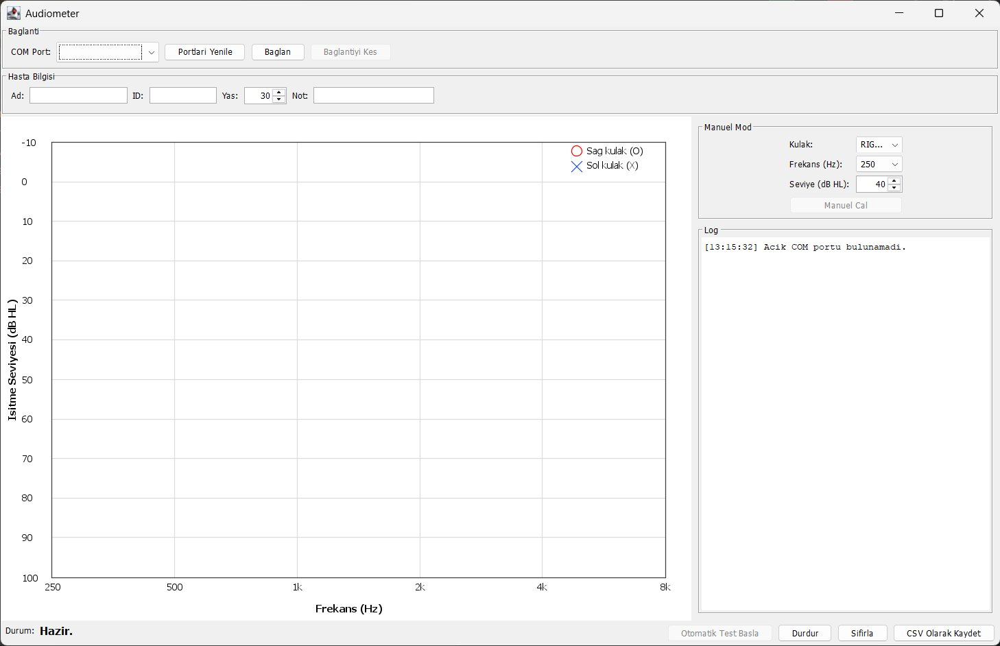 Audiometer
Baglanti
COM Port: Portlari Yenile Baglan Baglantiyi Kes
Hasta Bilgisi
Ad: ID: Yas: 30 Not:
-10
0
10
20
30
40
50
60
70
80
90
100
Isitme Seviyesi (dB HL)
Sag kulak (O)
Sol kulak (X)
250 500 1k 2k 4k 8k
Frekans (Hz)
Manuel Mod
Kulak: RIG...
Frekans (Hz): 250
Seviye (dB HL): 40
Manuel Cal
Log
[13:15:32] Acik COM portu bulunamadi.
Durum: Hazir.
Otomatik Test Basla Durdur Sifirla CSV Olarak Kaydet